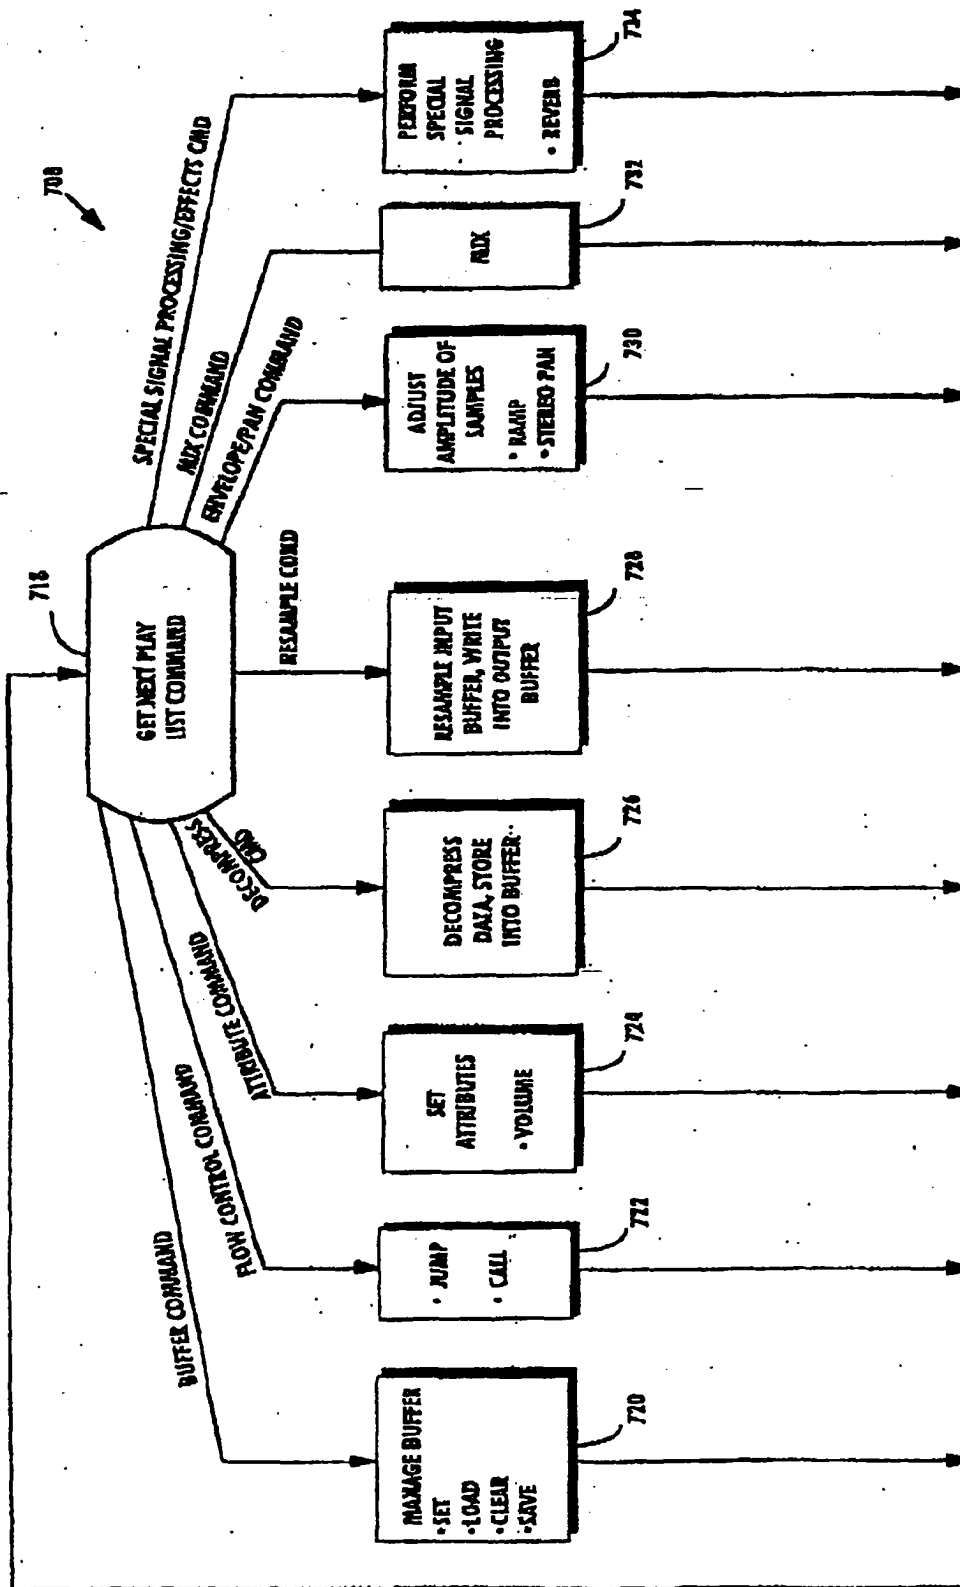 708
718
GET NEXT PLAY
LIST COMMAND
BUFFER COMMAND
FLOW CONTROL COMMAND
ATTRIBUTE COMMAND
DECOMPRESS
CMD
RESAMPLE COMD
ENVELOPE/PAN COMMAND
MIX COMMAND
SPECIAL SIGNAL PROCESSING/EFFECTS CMD
MANAGE BUFFER
•SET
•LOAD
•CLEAR
•SAVE
720
• JUMP
• CALL
722
SET
ATTRIBUTES
• VOLUME
724
DECOMPRESS
DATA, STORE
INTO BUFFER
726
RESAMPLE INPUT
BUFFER, WRITE
INTO OUTPUT
BUFFER
728
ADJUST
AMPLITUDE OF
SAMPLES
• RAMP
• STEREO PAN
730
MIX
732
PERFORM
SPECIAL
SIGNAL
PROCESSING
• REVERB
734